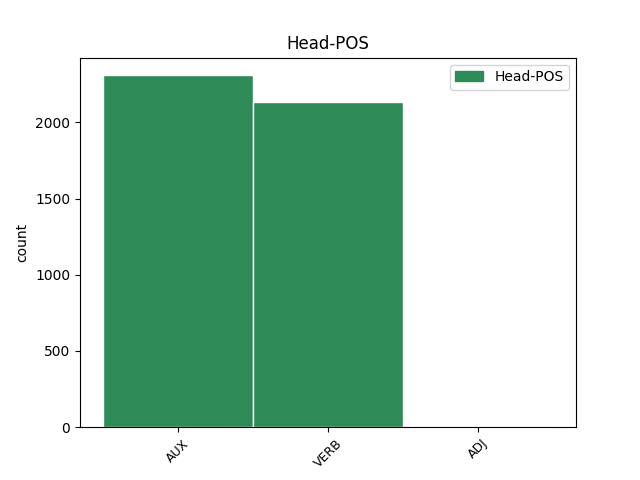 Head-POS
Head-POS
count
2000
1500
1000
500
0
AUX
VERB
ADJ